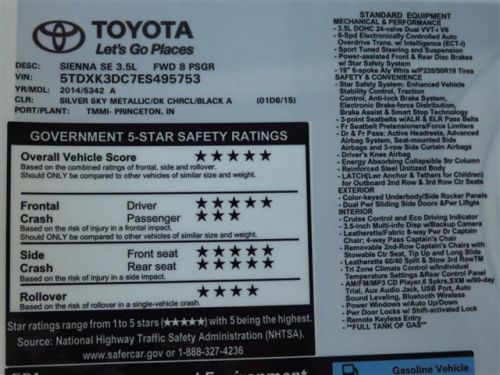 TOYOTA
Let's Go Places
DESC: SIENNA SE 3.5L FWD 8 PSGR
VIN: 5TDXK3DC7ES495753
YR/MDL: 2014/5342 A
CLR: SILVER SKY METALLIC/DK CHRCL/BLACK A (01D6/15)
PORT/PLANT: TMMI- PRINCETON, IN
GOVERNMENT 5-STAR SAFETY RATINGS
Overall Vehicle Score ★★★★★
Based on the combined ratings of frontal, side and rollover.
Should ONLY be compared to other vehicles of similar size and weight.
Frontal Driver ★★★★
Crash Passenger ★★★
Based on risk of injury in a frontal impact.
Should ONLY be compared to other vehicles of similar size and weight.
Side Front seat ★★★★★
Crash Rear seat ★★★★★
Based on risk of injury in a side impact.
Rollover ★★★★
Based on risk of rollover in a single-vehicle crash.
Star ratings range from 1 to 5 stars (★★★★★) with 5 being the highest.
Source: National Highway Traffic Safety Administration (NHTSA).
www.safercar.gov or 1-888-327-4236
STANDARD EQUIPMENT
MECHANICAL & PERFORMANCE
- 3.5L DOHC 24-valve Dual VVT-i V6
- 6-Spd Electronically Controlled Auto
Overdrive Trans. w/ Intelligence (ECT-i)
- Sport Tuned Suspension
- Power-assisted Front & Rear Disc Brakes
w/ Star Safety System
- 19" 6-spoke Aly Whls w/P235/50R19 Tires
SAFETY & CONVENIENCE
- Star Safety System: Enhanced Vehicle
Stability Control, Traction
Control, Anti-lock Brake System,
Electronic Brake-force Distribution,
Brake Assist & Smart Stop Technology
- 3-point Seatbelts w/ALR & ELR Pass Belts
- Fr Seatbelt Pretensioners/Force Limiters
- Dr & Fr Pass: Active Headrests, Advanced
Airbag System, Seat-mounted Side
Airbags and 3-row Side Curtain Airbags
- Driver's Knee Airbag
- Energy Absorbing Collapsible Str Column
- Reinforced Steel Unitized Body
- LATCH(Lwr Anchor & Tethers for Children)
for Outboard 2nd Row & 3rd Row Ctr Seats
EXTERIOR
- Color-keyed Underbody/Side Rocker Panels
- Dual Pwr Sliding Side Doors &Pwr Liftgte
INTERIOR
- Cruise Control and Eco Driving Indicator
- 3.5-Inch Multi-info Disp w/Backup Camera
- Leatherette/Fabric 8-way Pwr Dr Captain
Chair; 4-way Pass Captain's Chair
- Removable 2nd-Row Captain's Chairs with
Stowable Ctr Seat, Tip Up and Long Slide
- Leatherette 60/40 Split & Stow 3rd RowTM
- Tri Zone Climate Control w/Individual
Temperature Settings &Rear Control Panel
- AM/FM/MP3 CD Player,6 Spkrs,SXM w/90-day
Trial, Aux Audio Jack, USB Port, Auto
Sound Leveling, Bluetooth Wireless
- Power Windows w/Auto Up/Down
- Pwr Door Locks w/ Shift-activated Lock
- Remote Keyless Entry
- **FULL TANK OF GAS**
Gasoline Vehicle